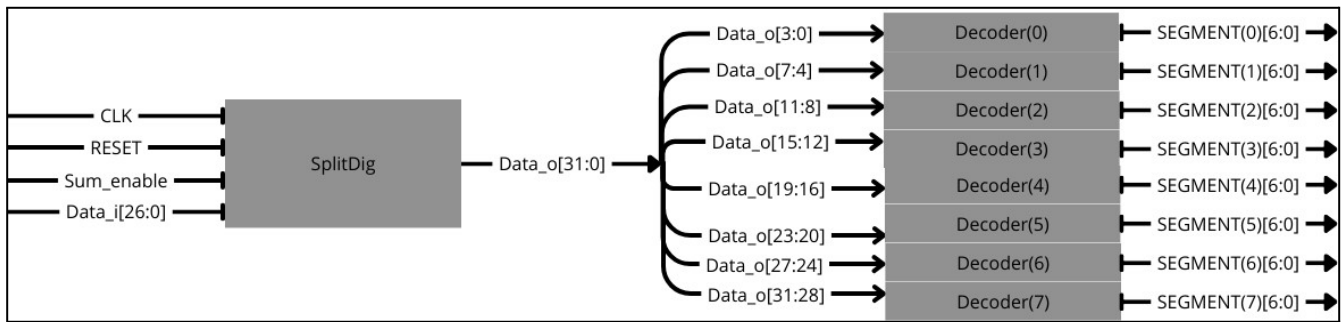 CLK
RESET
Sum_enable
Data_i[26:0]
SplitDig
Data_o[31:0]
Data_o[3:0]
Data_o[7:4]
Data_o[11:8]
Data_o[15:12]
Data_o[19:16]
Data_o[23:20]
Data_o[27:24]
Data_o[31:28]
Decoder(0)
Decoder(1)
Decoder(2)
Decoder(3)
Decoder(4)
Decoder(5)
Decoder(6)
Decoder(7)
SEGMENT(0)[6:0]
SEGMENT(1)[6:0]
SEGMENT(2)[6:0]
SEGMENT(3)[6:0]
SEGMENT(4)[6:0]
SEGMENT(5)[6:0]
SEGMENT(6)[6:0]
SEGMENT(7)[6:0]